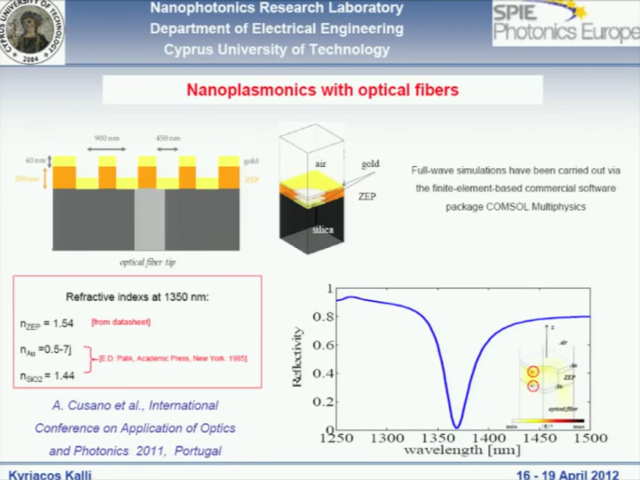 Nanophotonics Research Laboratory
Department of Electrical Engineering
Cyprus University of Technology
SPIE
Photonics Europe
CYPRUS UNIVERSITY OF TECHNOLOGY
2004
Nanoplasmonics with optical fibers
900 nm
450 nm
40 nm
gold
ZEP
optical fiber tip
air
gold
ZEP
silica
Full-wave simulations have been carried out via
the finite-element-based commercial software
package COMSOL Multiphysics
Refractive indexs at 1350 nm:
nZEP = 1.54 [from datasheet]
nAu =0.5-7j
[E.D. Palik, Academic Press, New York. 1985]
nSIO2 = 1.44
A. Cusano et al., International
Conference on Application of Optics
and Photonics 2011, Portugal
Reflectivity
1
0.8
0.6
0.4
0.2
0
1250 1300 1350 1400 1450 1500
wavelength [nm]
Air
ZEP
optical fiber
Kyriacos Kalli
16 - 19 April 2012